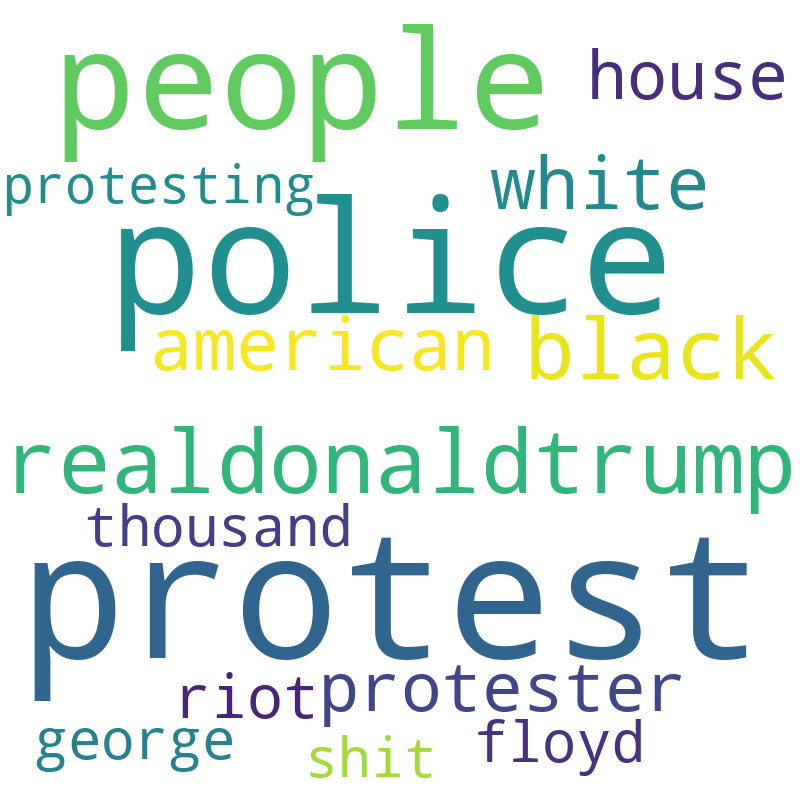 people house
protesting white
police
american black
realdonaldtrump
thousand
protest
riot protester
george shit floyd